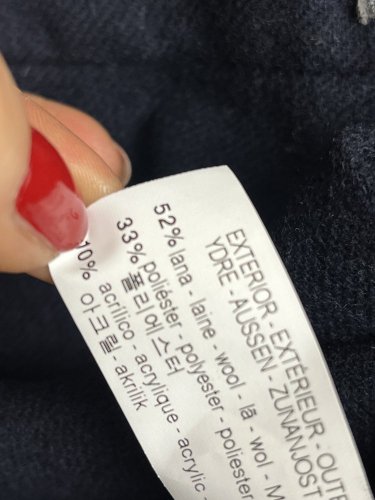 EXTERIOR - EXTÉRIEUR - OUT
YDRE - AUSSEN - ZUNANJOST
52% lana - laine - wool - lã - wol -
33% poliéster - polyester - poliester
폴리에스터
10% acrílico - acrylique - acrylic
아크릴 - akrilik